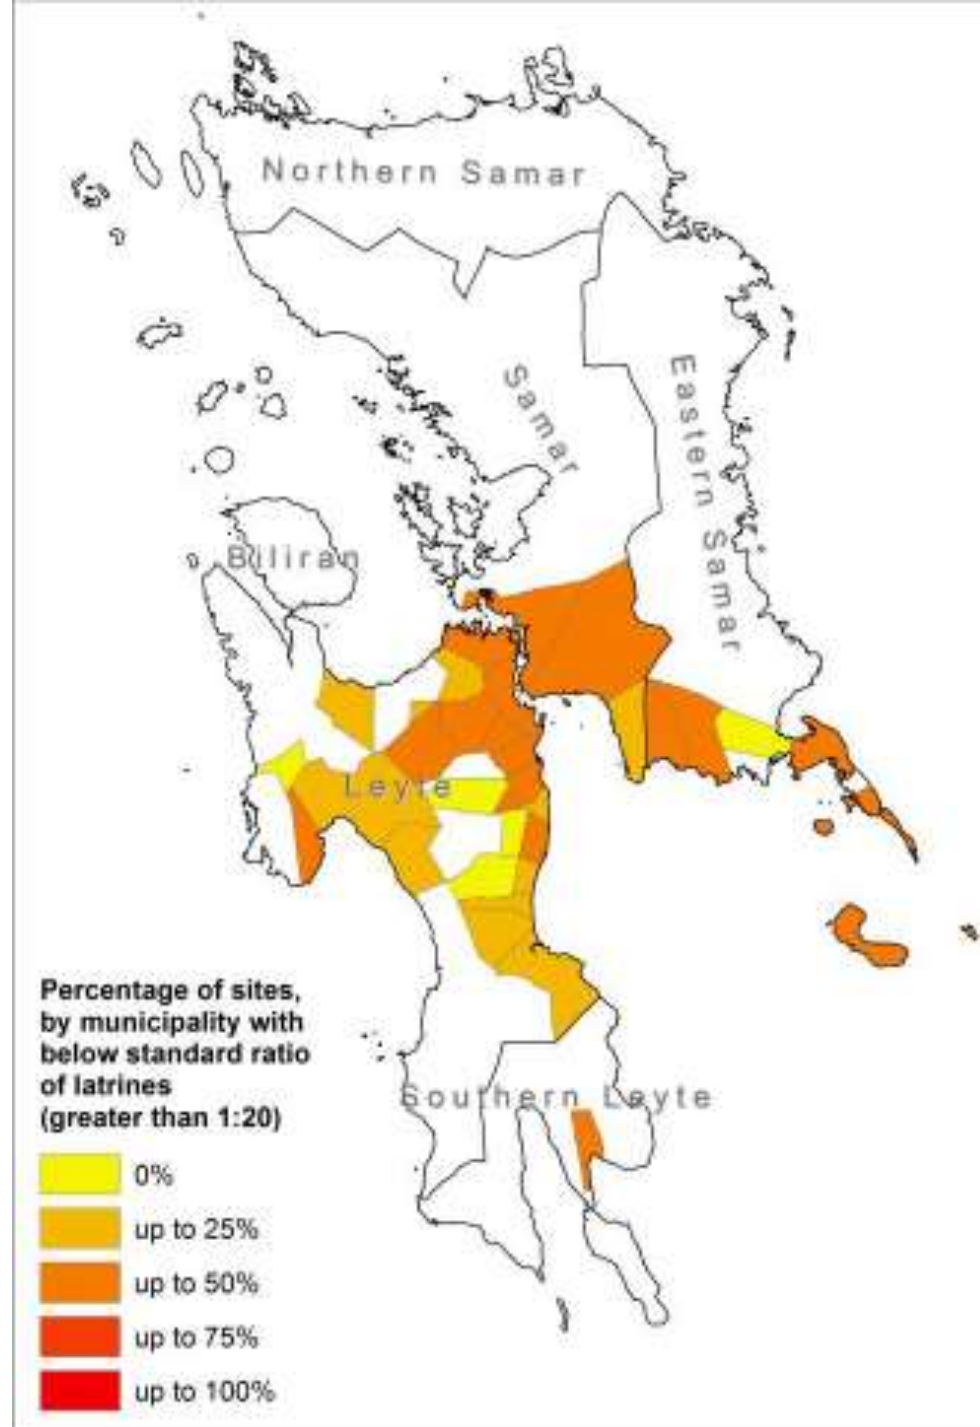 Northern Samar
Samar
Eastern Samar
Biliran
Leyte
Southern Leyte
Percentage of sites,
by municipality with
below standard ratio
of latrines
(greater than 1:20)
0%
up to 25%
up to 50%
up to 75%
up to 100%